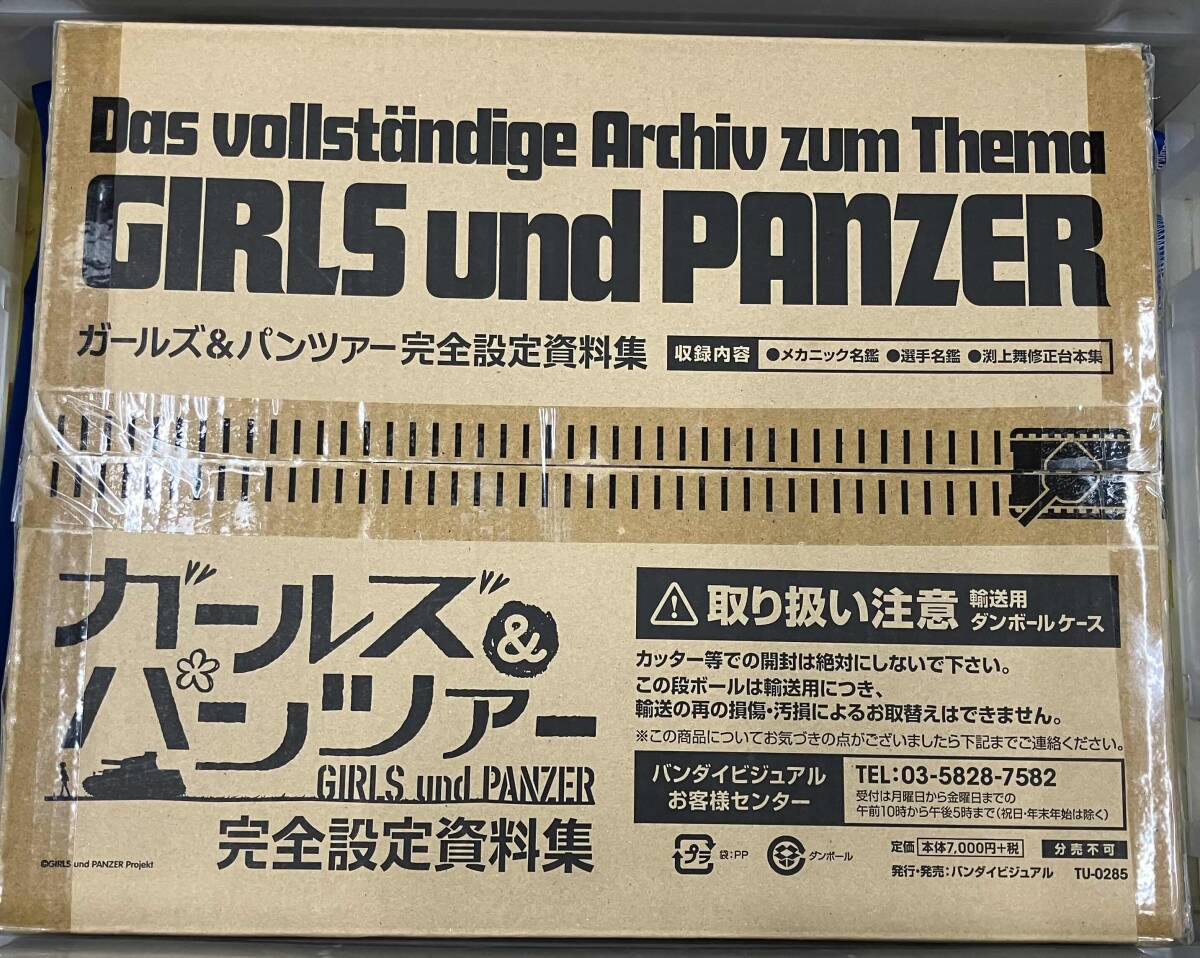 Das vollständige Archiv zum Thema
GIRLS und PANZER
ガールズ&パンツァー完全設定資料集
収録内容 ●メカニック名鑑 ●選手名鑑 ●渕上舞修正台本集
ガールズ&
パンツァー
GIRLS und PANZER
完全設定資料集
©GIRLS und PANZER Projekt
取り扱い注意 輸送用ダンボールケース
カッター等での開封は絶対にしないで下さい。
この段ボールは輸送用につき、
輸送の再の損傷・汚損によるお取替えはできません。
※この商品についてお気づきの点がございましたら下記までご連絡ください。
バンダイビジュアル
お客様センター
TEL:03-5828-7582
受付は月曜日から金曜日までの
午前10時から午後5時まで(祝日・年末年始は除く)
プラ 袋:PP ダンボール
定価 本体7,000円+税 分売不可
発行・発売:バンダイビジュアル TU-0285